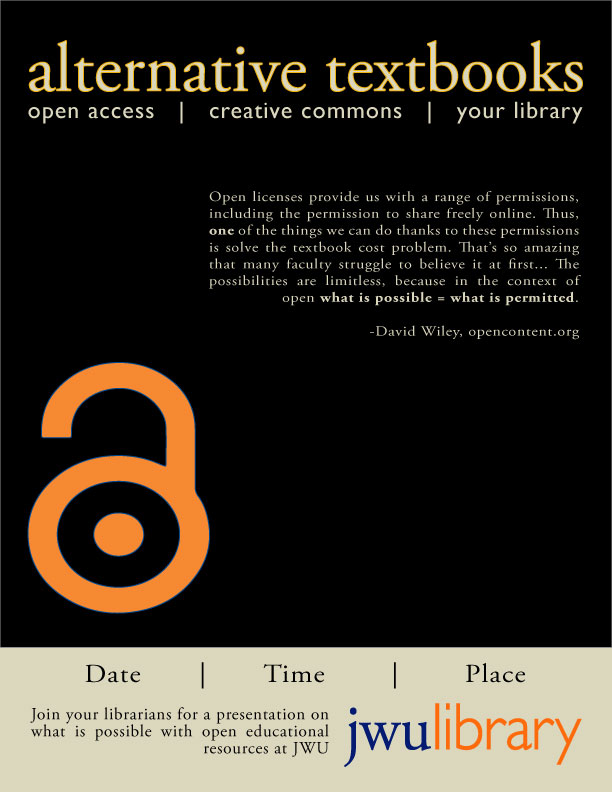 alternative textbooks
open access | creative commons | your library
Open licenses provide us with a range of permissions,
including the permission to share freely online. Thus,
one of the things we can do thanks to these permissions
is solve the textbook cost problem. That's so amazing
that many faculty struggle to believe it at first... The
possibilities are limitless, because in the context of
open what is possible = what is permitted.
-David Wiley, opencontent.org
Date | Time | Place
Join your librarians for a presentation on
what is possible with open educational
resources at JWU
jwulibrary